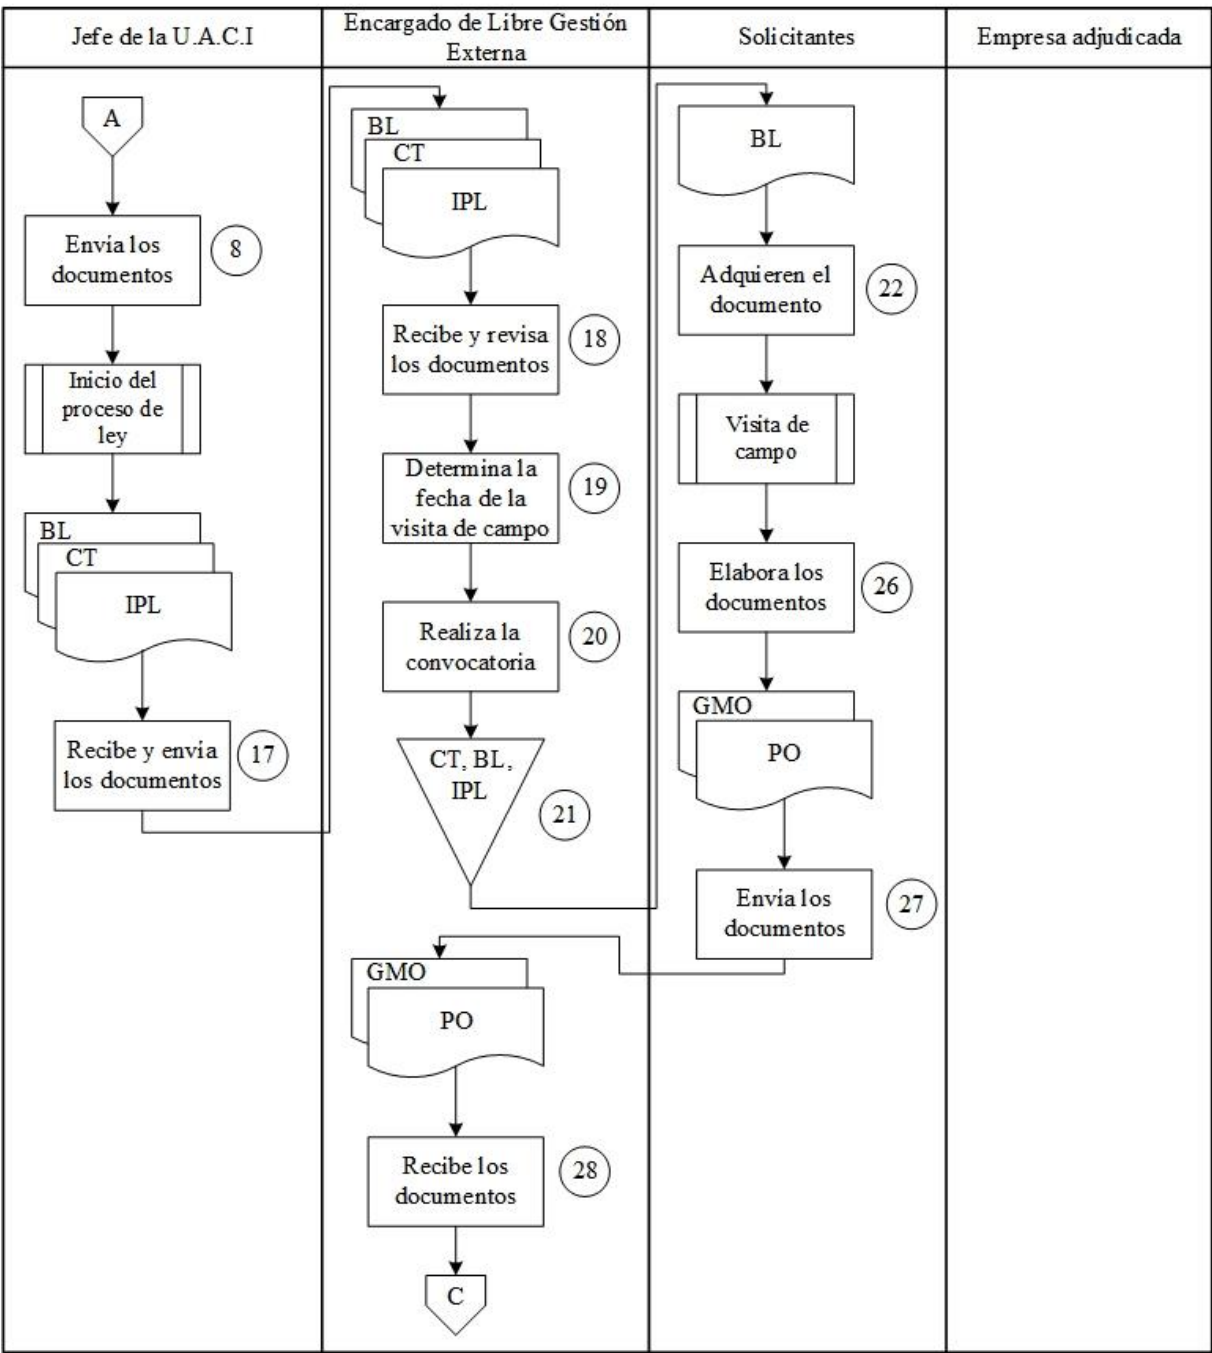 Jefe de la U.A.C.I
Encargado de Libre Gestión
Externa
Solicitantes
Empresa adjudicada
A
Envía los
documentos
8
Inicio del
proceso de
ley
BL
CT
IPL
Recibe y envía
los documentos
17
BL
CT
IPL
Recibe y revisa
los documentos
18
Determina la
fecha de la
visita de campo
19
Realiza la
convocatoria
20
CT, BL,
IPL
21
GMO
PO
Recibe los
documentos
28
C
BL
Adquieren el
documento
22
Visita de
campo
Elabora los
documentos
26
GMO
PO
Envía los
documentos
27